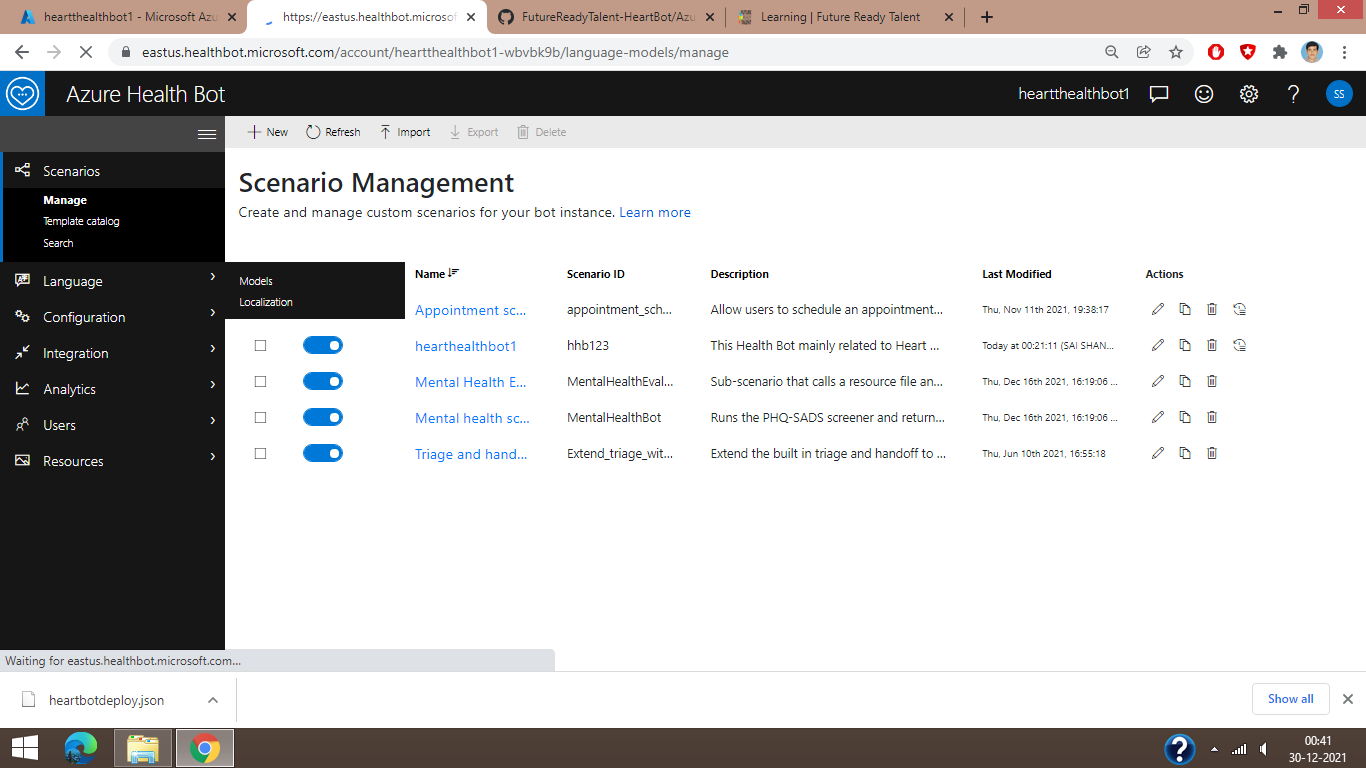 heartthealthbot1 - Microsoft Azu
https://eastus.healthbot.microsof
FutureReadyTalent-HeartBot/Azu
Learning | Future Ready Talent
eastus.healthbot.microsoft.com/account/heartthealthbot1-wbvbk9b/language-models/manage
Azure Health Bot
heartthealthbot1
SS
New
Refresh
Import
Export
Delete
Scenarios
Manage
Template catalog
Search
Language
Configuration
Integration
Analytics
Users
Resources
Models
Localization
Scenario Management
Create and manage custom scenarios for your bot instance. Learn more
Name Scenario ID Description Last Modified Actions
Appointment sc... appointment_sch... Allow users to schedule an appointment... Thu, Nov 11th 2021, 19:38:17
hearthealthbot1 hhb123 This Health Bot mainly related to Heart ... Today at 00:21:11 (SAI SHAN...
Mental Health E... MentalHealthEval... Sub-scenario that calls a resource file an... Thu, Dec 16th 2021, 16:19:06 ...
Mental health sc... MentalHealthBot Runs the PHQ-SADS screener and return... Thu, Dec 16th 2021, 16:19:06 ...
Triage and hand... Extend_triage_wit... Extend the built in triage and handoff to ... Thu, Jun 10th 2021, 16:55:18
Waiting for eastus.healthbot.microsoft.com...
heartbotdeploy.json
Show all
00:41
30-12-2021